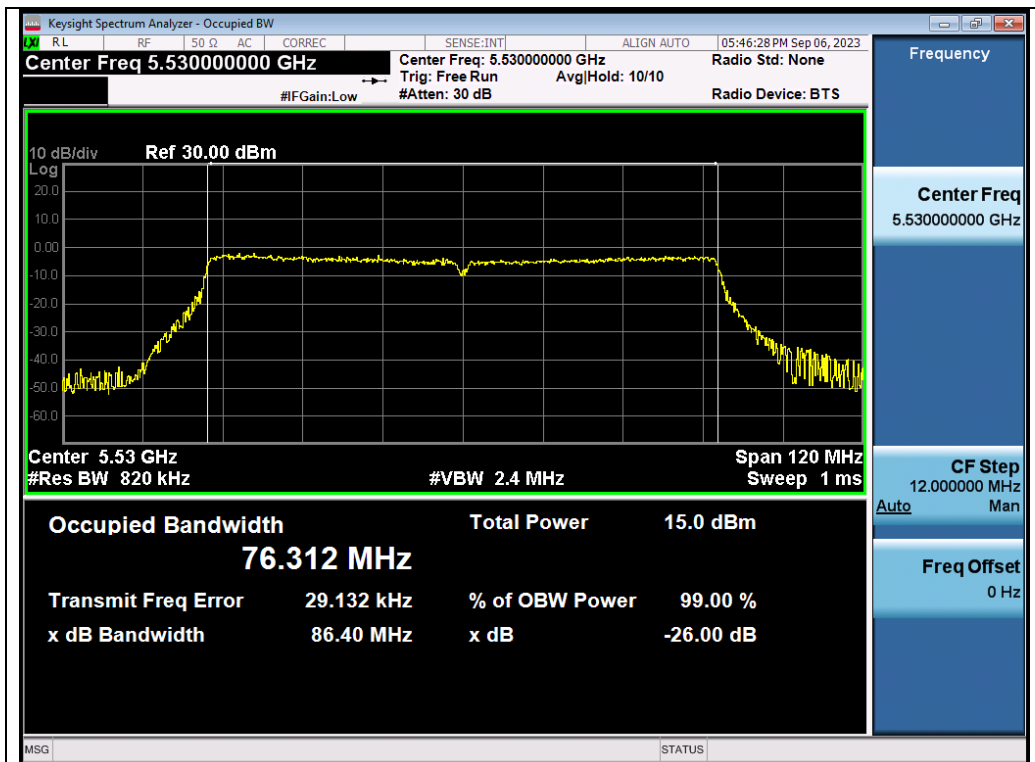 Keysight Spectrum Analyzer - Occupied BW
LXI RL RF 50 Ω AC CORREC SENSE:INT ALIGN AUTO 05:46:28 PM Sep 06, 2023
Center Freq 5.530000000 GHz
Center Freq: 5.530000000 GHz
Radio Std: None
Trig: Free Run Avg|Hold: 10/10
#IFGain:Low
#Atten: 30 dB
Radio Device: BTS
10 dB/div Ref 30.00 dBm
Log
20.0
10.0
0.00
-10.0
-20.0
-30.0
-40.0
-50.0
-60.0
Center 5.53 GHz Span 120 MHz
#Res BW 820 kHz #VBW 2.4 MHz Sweep 1 ms
Occupied Bandwidth Total Power 15.0 dBm
76.312 MHz
Transmit Freq Error 29.132 kHz % of OBW Power 99.00 %
x dB Bandwidth 86.40 MHz x dB -26.00 dB
Frequency
Center Freq
5.530000000 GHz
CF Step
12.000000 MHz
Auto Man
Freq Offset
0 Hz
MSG STATUS